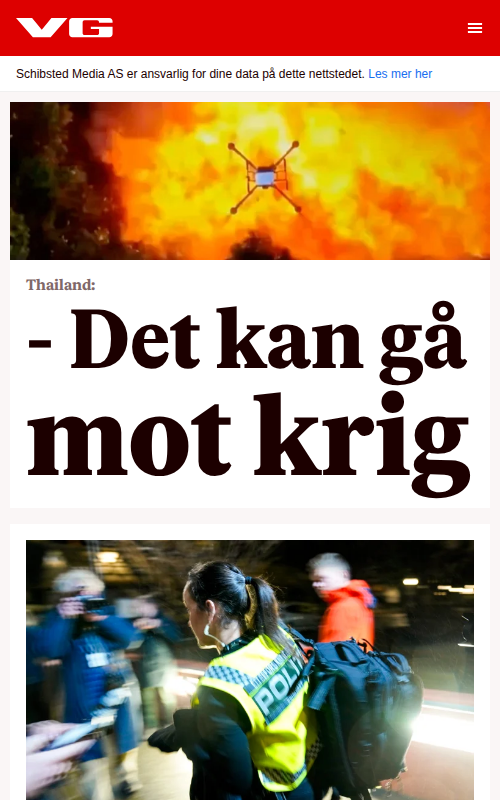 VG
Schibsted Media AS er ansvarlig for dine data på dette nettstedet. Les mer her
Thailand:
- Det kan gå
mot krig
POLITI